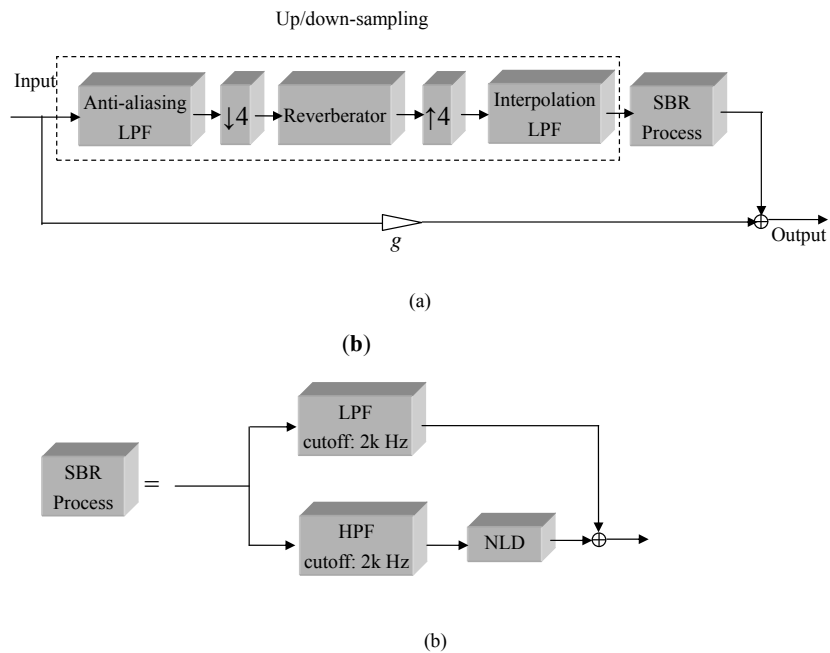 Up/down-sampling
Input
Anti-aliasing
LPF
↓4
Reverberator
↑4
Interpolation
LPF
SBR
Process
g
Output
(a)
(b)
LPF
cutoff: 2k Hz
SBR
Process
=
HPF
cutoff: 2k Hz
NLD
(b)